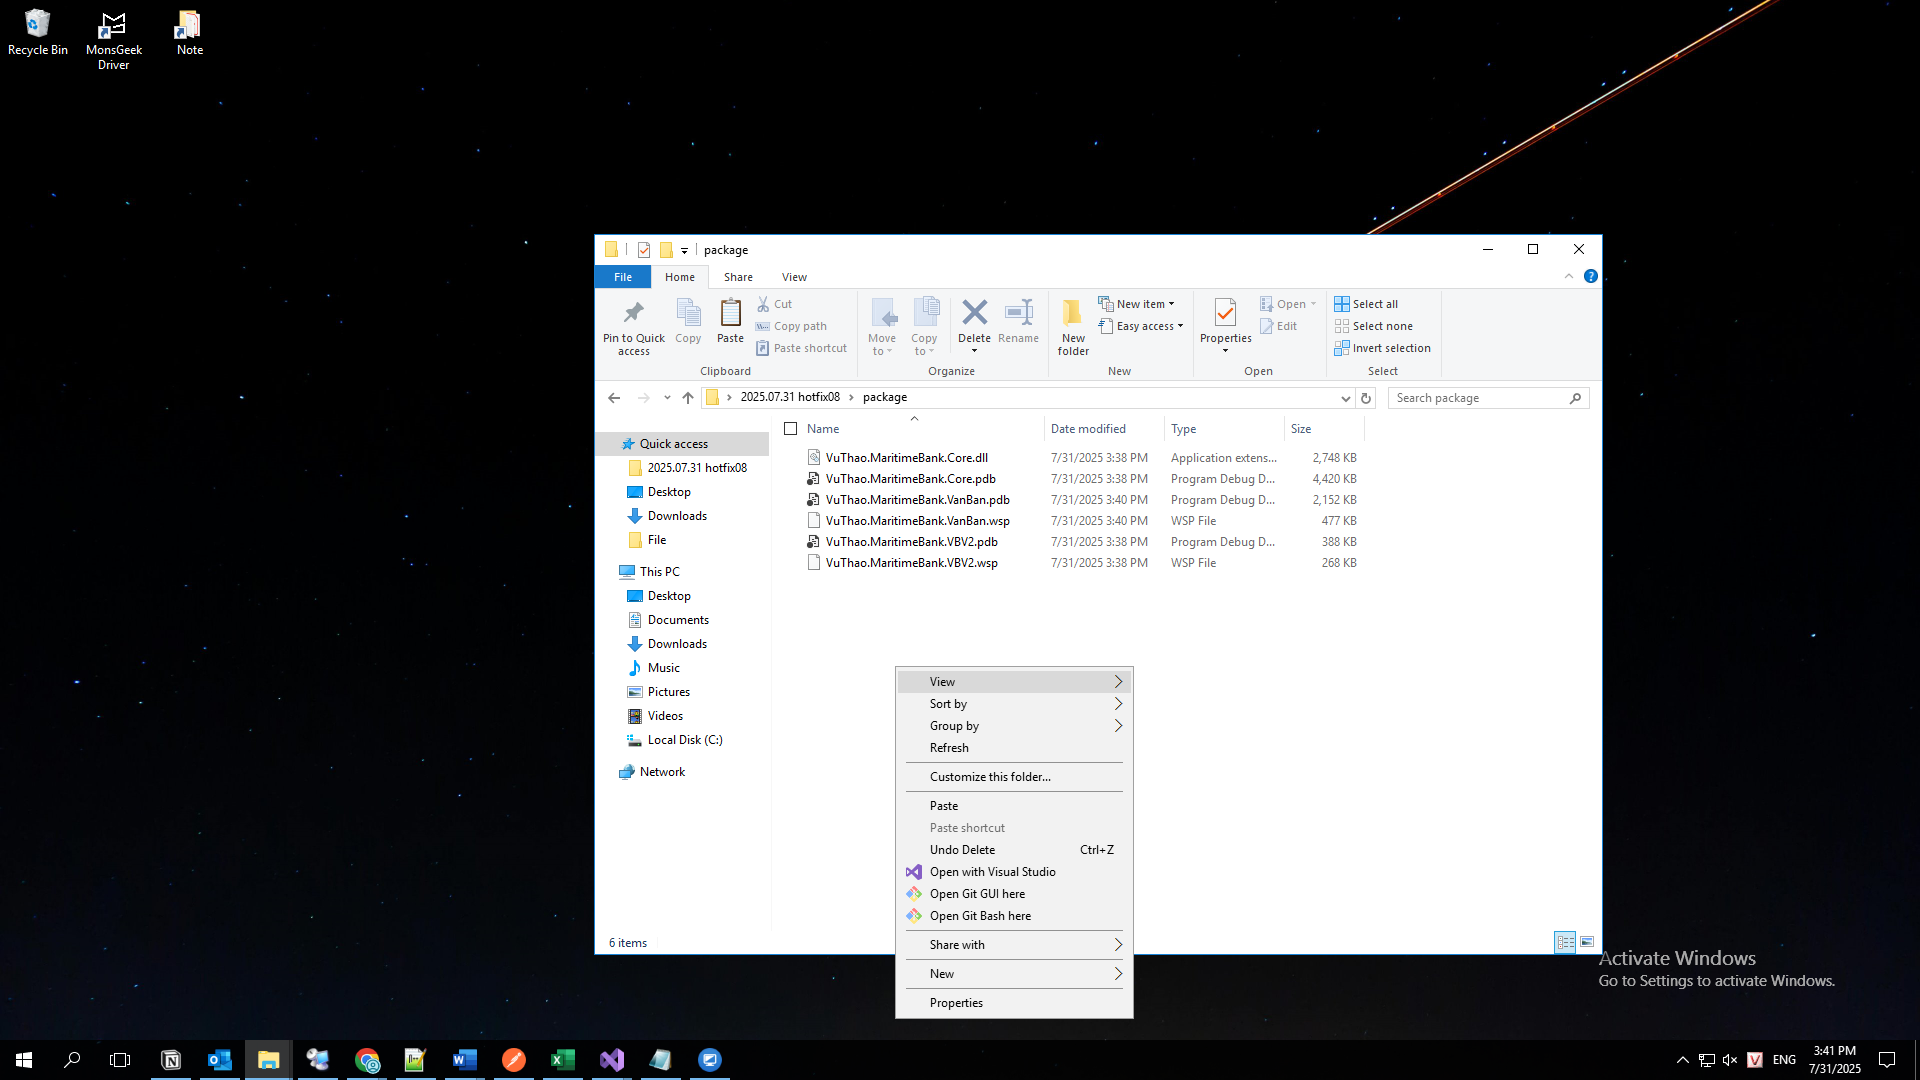 Recycle Bin
MonsGeek
Driver
Note
package
File
Home
Share
View
Pin to Quick
access
Copy
Paste
Cut
Copy path
Paste shortcut
Clipboard
Move
to
Copy
to
Delete
Rename
Organize
New
folder
New item
Easy access
New
Properties
Open
Edit
Open
Select all
Select none
Invert selection
Select
2025.07.31 hotfix08
package
Search package
Name
Date modified
Type
Size
VuThao.MaritimeBank.Core.dll 7/31/2025 3:38 PM Application extens... 2,748 KB
VuThao.MaritimeBank.Core.pdb 7/31/2025 3:38 PM Program Debug D... 4,420 KB
VuThao.MaritimeBank.VanBan.pdb 7/31/2025 3:40 PM Program Debug D... 2,152 KB
VuThao.MaritimeBank.VanBan.wsp 7/31/2025 3:40 PM WSP File 477 KB
VuThao.MaritimeBank.VBV2.pdb 7/31/2025 3:38 PM Program Debug D... 388 KB
VuThao.MaritimeBank.VBV2.wsp 7/31/2025 3:38 PM WSP File 268 KB
Quick access
2025.07.31 hotfix08
Desktop
Downloads
File
This PC
Desktop
Documents
Downloads
Music
Pictures
Videos
Local Disk (C:)
Network
6 items
View
Sort by
Group by
Refresh
Customize this folder...
Paste
Paste shortcut
Undo Delete Ctrl+Z
Open with Visual Studio
Open Git GUI here
Open Git Bash here
Share with
New
Properties
Activate Windows
Go to Settings to activate Windows.
ENG
3:41 PM
7/31/2025